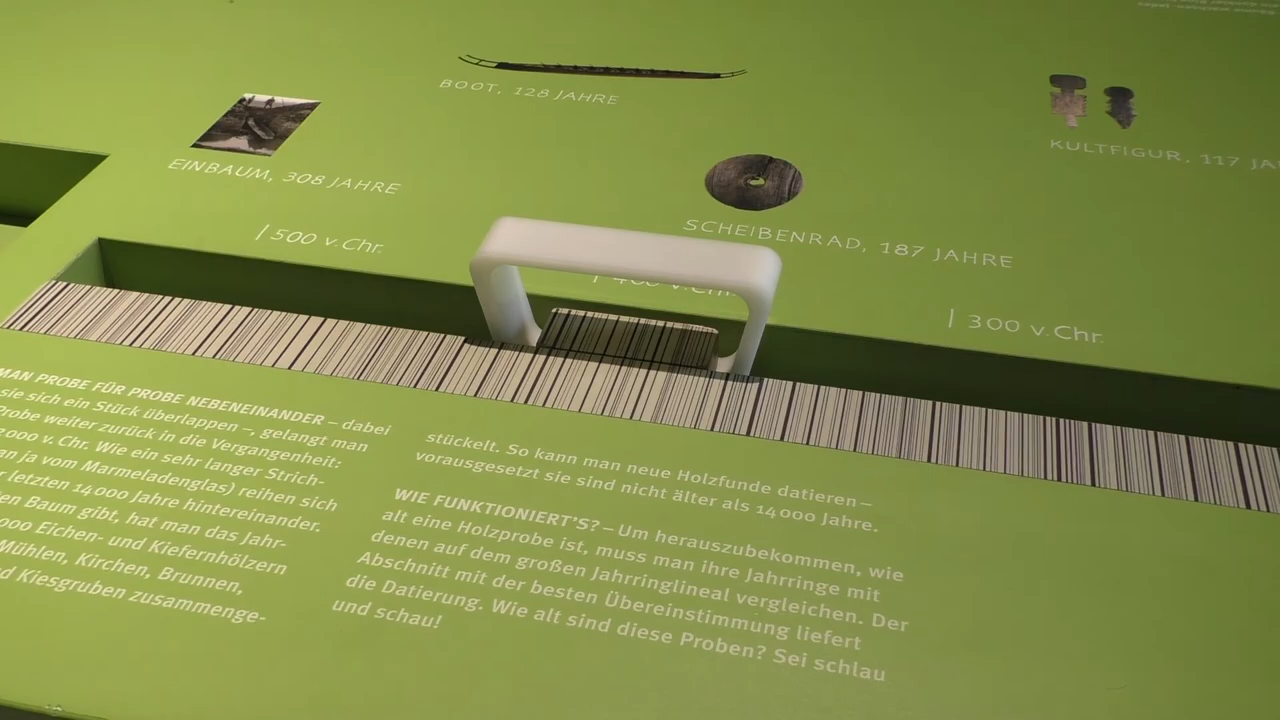 BOOT, 128 JAHRE
EINBAUM, 308 JAHRE
KULTFIGUR, 117
SCHEIBENRAD, 187 JAHRE
| 500 v.Chr.
| 400 v.Chr.
| 300 v.Chr.
MAN PROBE FÜR PROBE NEBENEINANDER – dabei
sie sich ein Stück überlappen –, gelangt man
Probe weiter zurück in die Vergangenheit:
v. Chr. Wie ein sehr langer Strich-
ja vom Marmeladenglas) reihen sich
letzten 14000 Jahre hintereinander.
Baum gibt, hat man das Jahr-
Eichen- und Kiefernhölzern
Mühlen, Kirchen, Brunnen,
Kiesgruben zusammenge-
stückelt. So kann man neue Holzfunde datieren –
vorausgesetzt sie sind nicht älter als 14000 Jahre.
WIE FUNKTIONIERT'S? – Um herauszubekommen, wie
alt eine Holzprobe ist, muss man ihre Jahrringe mit
denen auf dem großen Jahrringlineal vergleichen. Der
Abschnitt mit der besten Übereinstimmung liefert
die Datierung. Wie alt sind diese Proben? Sei schlau
und schau!